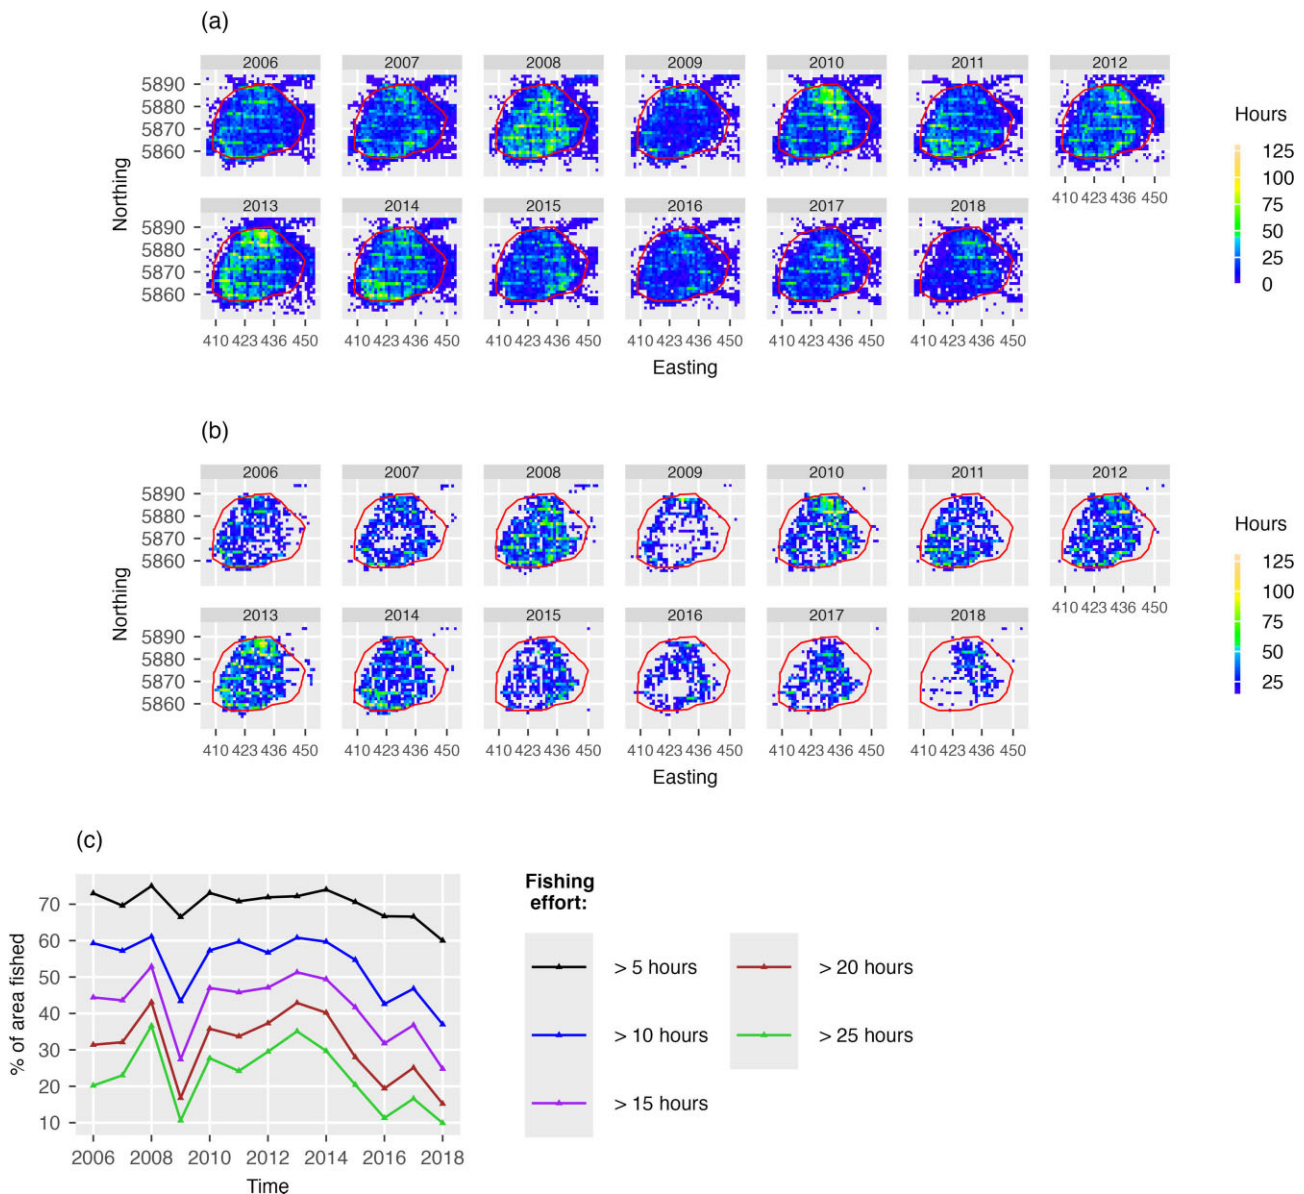 (a)
2006 2007 2008 2009 2010 2011 2012
5890
5880
5870
5860
Northing
410 423 436 450
2013 2014 2015 2016 2017 2018
5890
5880
5870
5860
410 423 436 450 410 423 436 450 410 423 436 450 410 423 436 450 410 423 436 450 410 423 436 450
Easting
Hours
125
100
75
50
25
0
(b)
2006 2007 2008 2009 2010 2011 2012
5890
5880
5870
5860
Northing
410 423 436 450
2013 2014 2015 2016 2017 2018
5890
5880
5870
5860
410 423 436 450 410 423 436 450 410 423 436 450 410 423 436 450 410 423 436 450 410 423 436 450
Easting
Hours
125
100
75
50
25
(c)
% of area fished
70
60
50
40
30
20
10
2006 2008 2010 2012 2014 2016 2018
Time
Fishing
effort:
> 5 hours
> 10 hours
> 15 hours
> 20 hours
> 25 hours